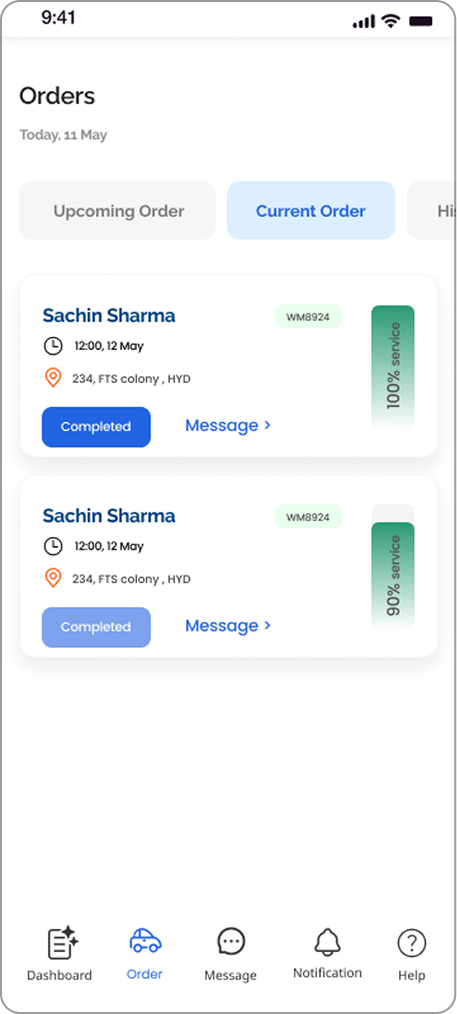 9:41
Orders
Today, 11 May
Upcoming Order
Current Order
His
Sachin Sharma
WM8924
12:00, 12 May
234, FTS colony , HYD
100% service
Completed
Message >
Sachin Sharma
WM8924
12:00, 12 May
234, FTS colony , HYD
90% service
Completed
Message >
Dashboard
Order
Message
Notification
Help